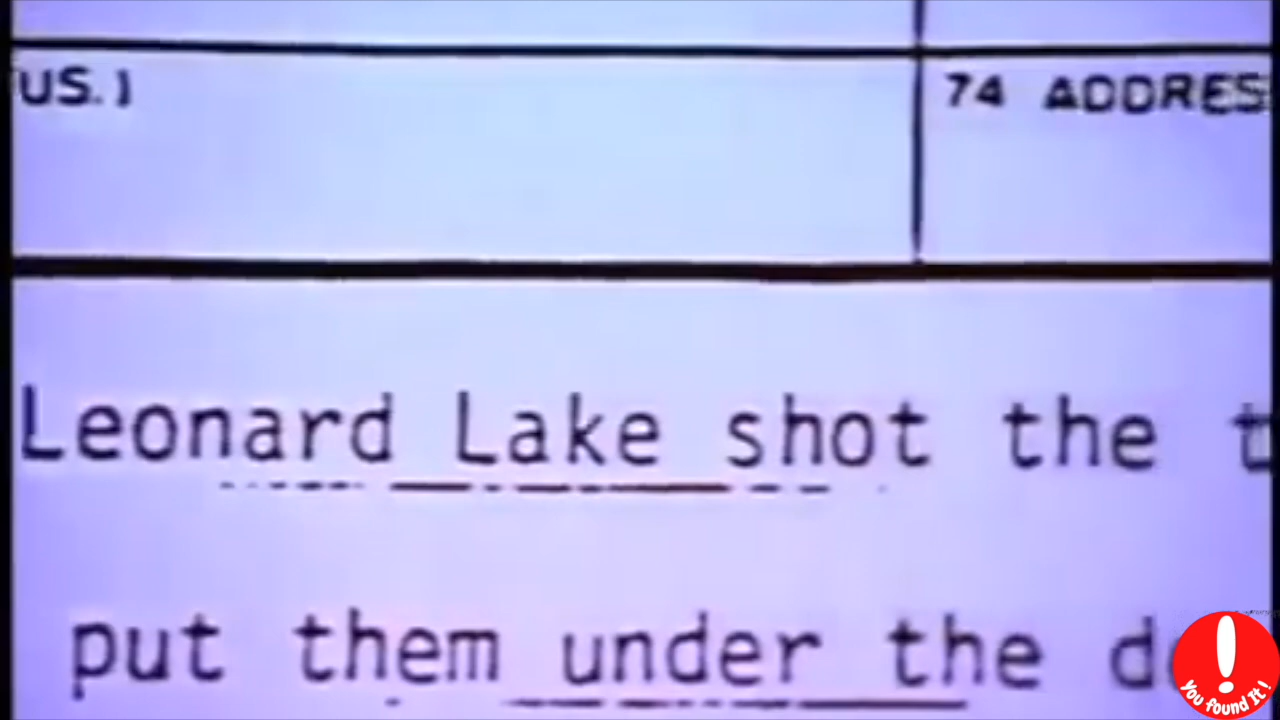 US.)
74 ADDRES
Leonard Lake shot the t
put them under the d
You found It!